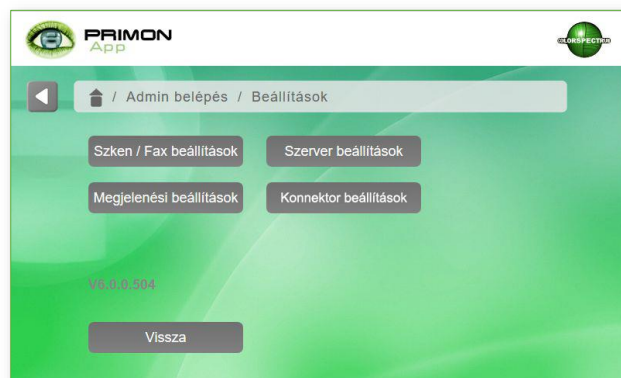 PRIMON
App
COLORSPECTRUM
/ Admin belépés / Beállítások
Szken / Fax beállítások
Szerver beállítások
Megjelenési beállítások
Konnektor beállítások
V6.0.0.504
Vissza